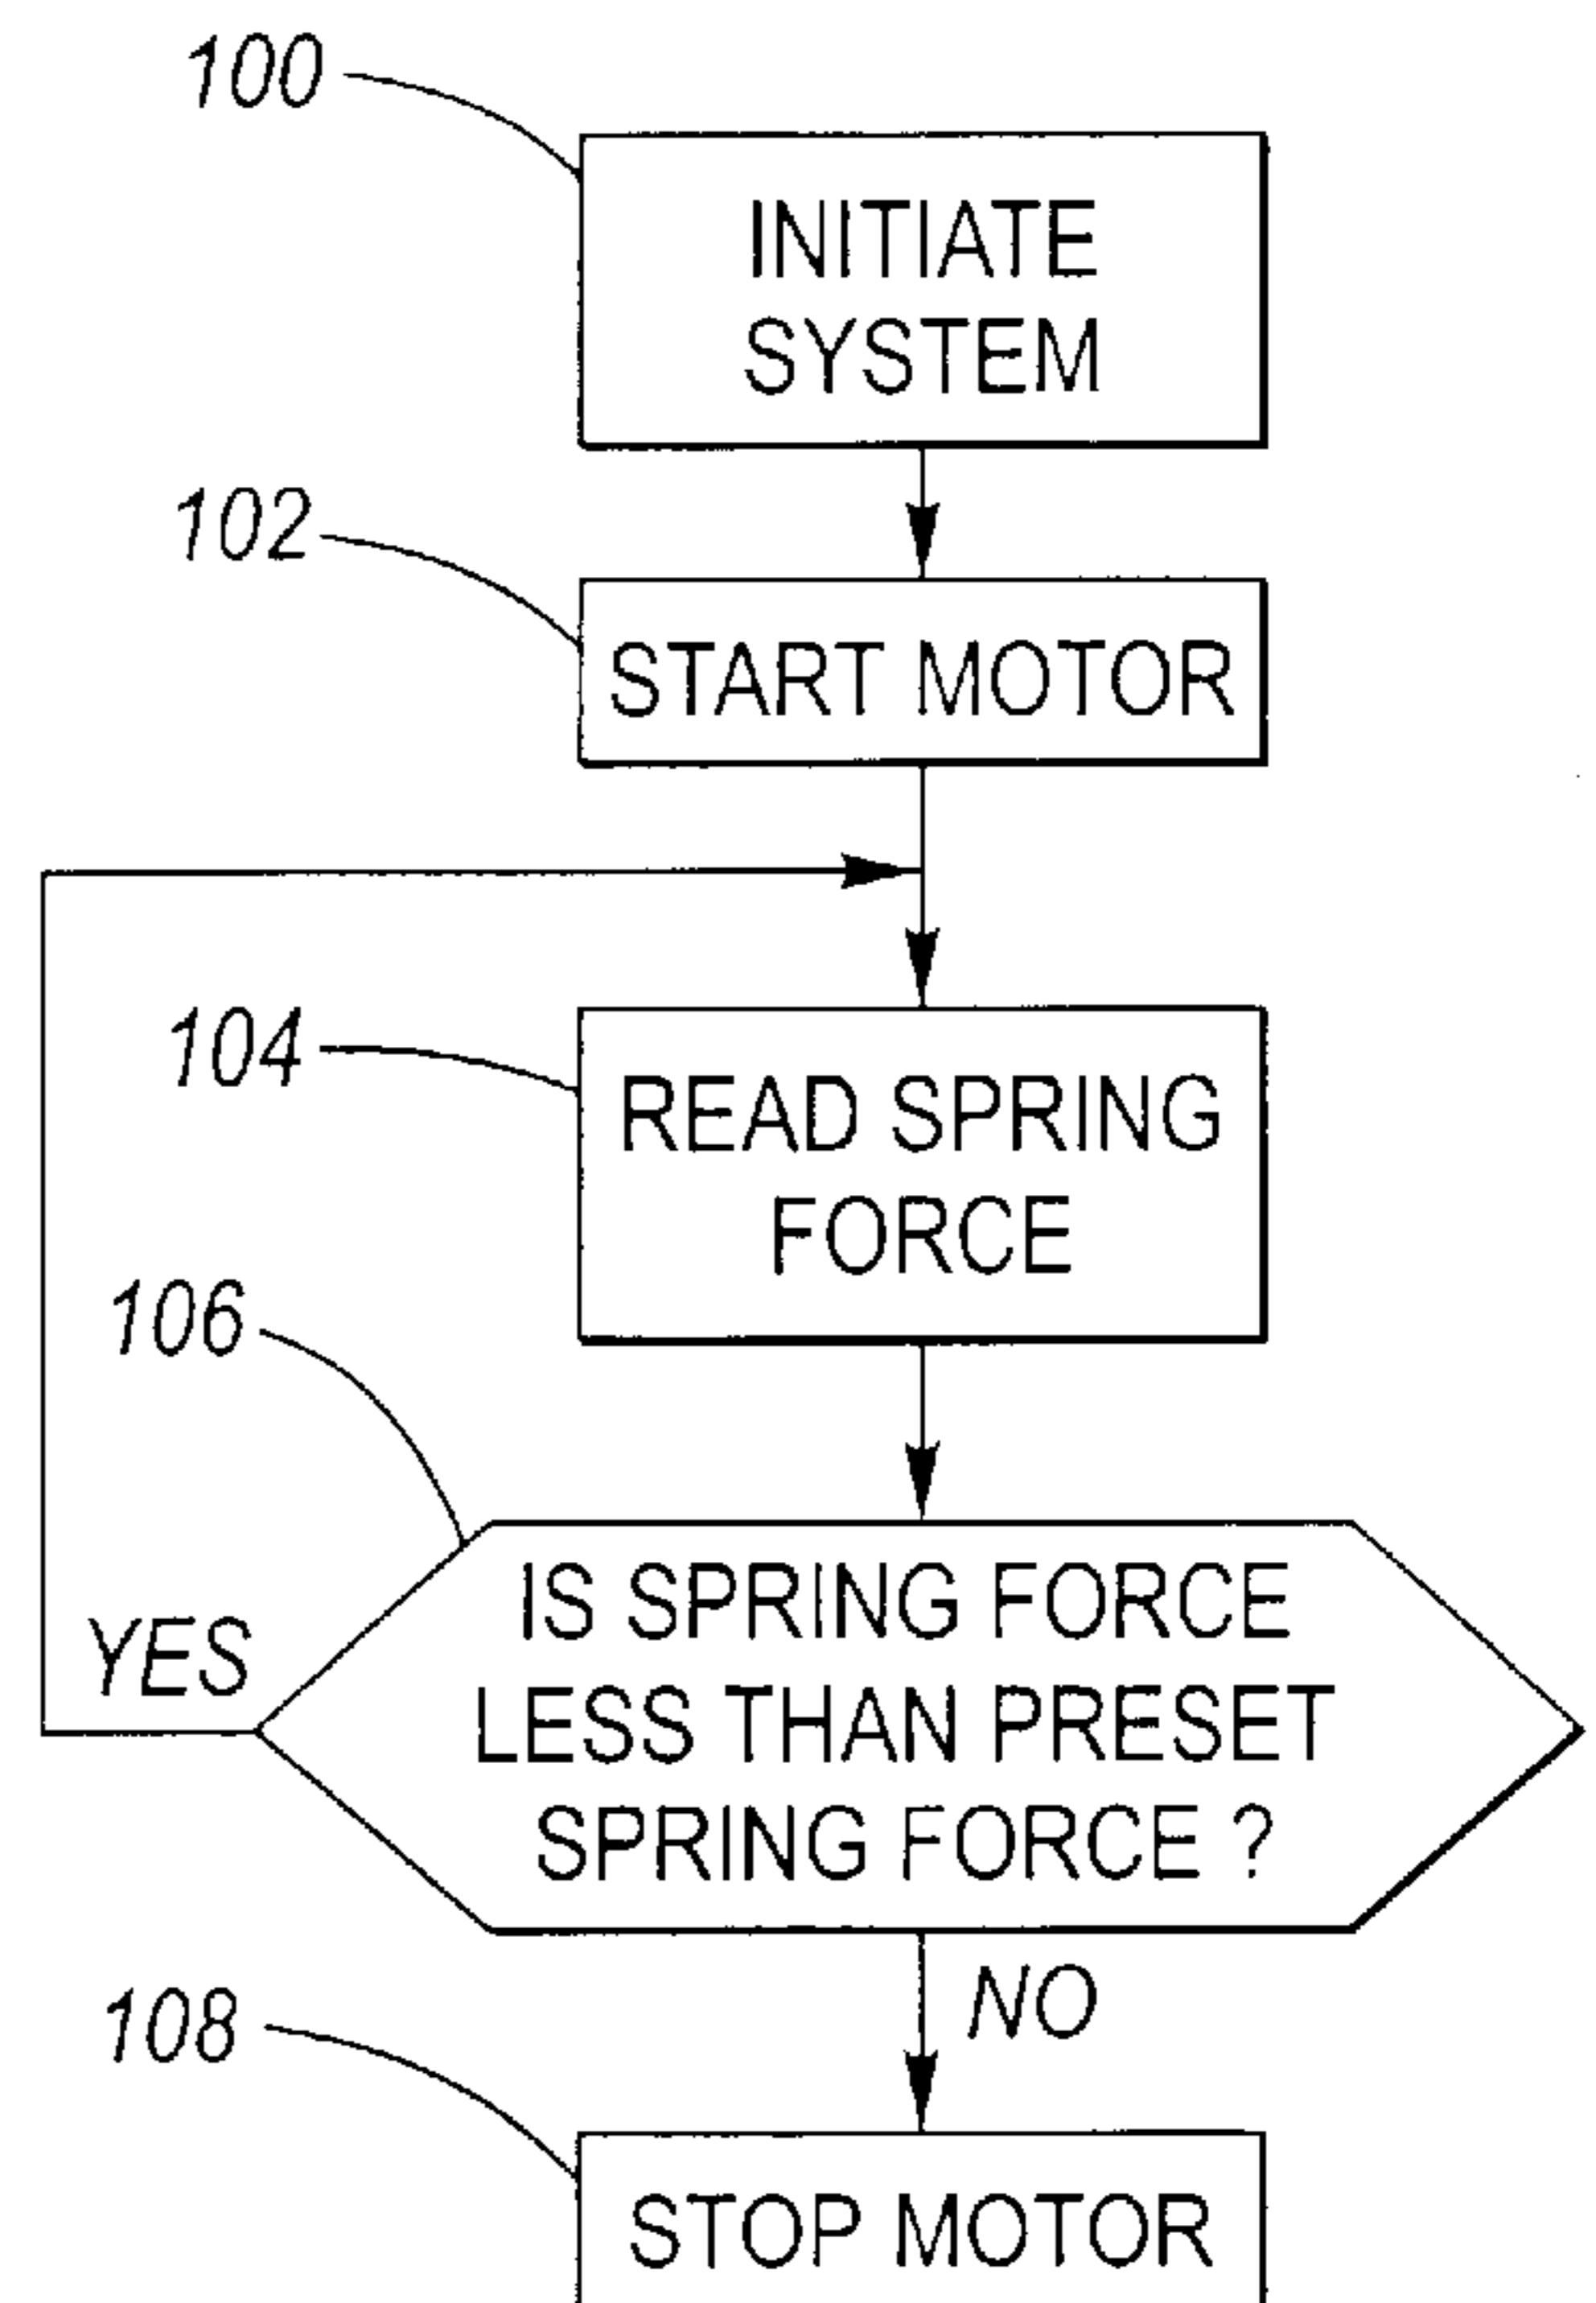 100
INITIATE
SYSTEM
102
START MOTOR
104
READ SPRING
FORCE
106
IS SPRING FORCE
LESS THAN PRESET
SPRING FORCE ?
YES
NO
108
STOP MOTOR